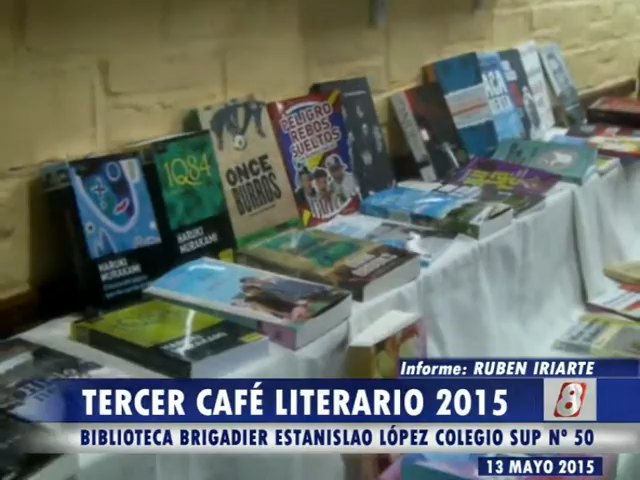 PELIGRO
REBOS
SUELTOS
1Q84
ONCE
BURROS
HARUKI
MURAKAMI
HARUKI
MURAKAMI
Informe: RUBEN IRIARTE
TERCER CAFÉ LITERARIO 2015
8
BIBLIOTECA BRIGADIER ESTANISLAO LÓPEZ COLEGIO SUP Nº 50
13 MAYO 2015